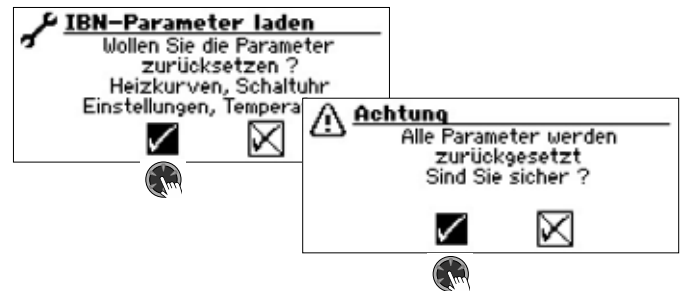 IBN-Parameter laden
Wollen Sie die Parameter
zurücksetzen ?
Heizkurven, Schaltuhr
Einstellungen, Tempera
Achtung
Alle Parameter werden
zurückgesetzt
Sind Sie sicher ?